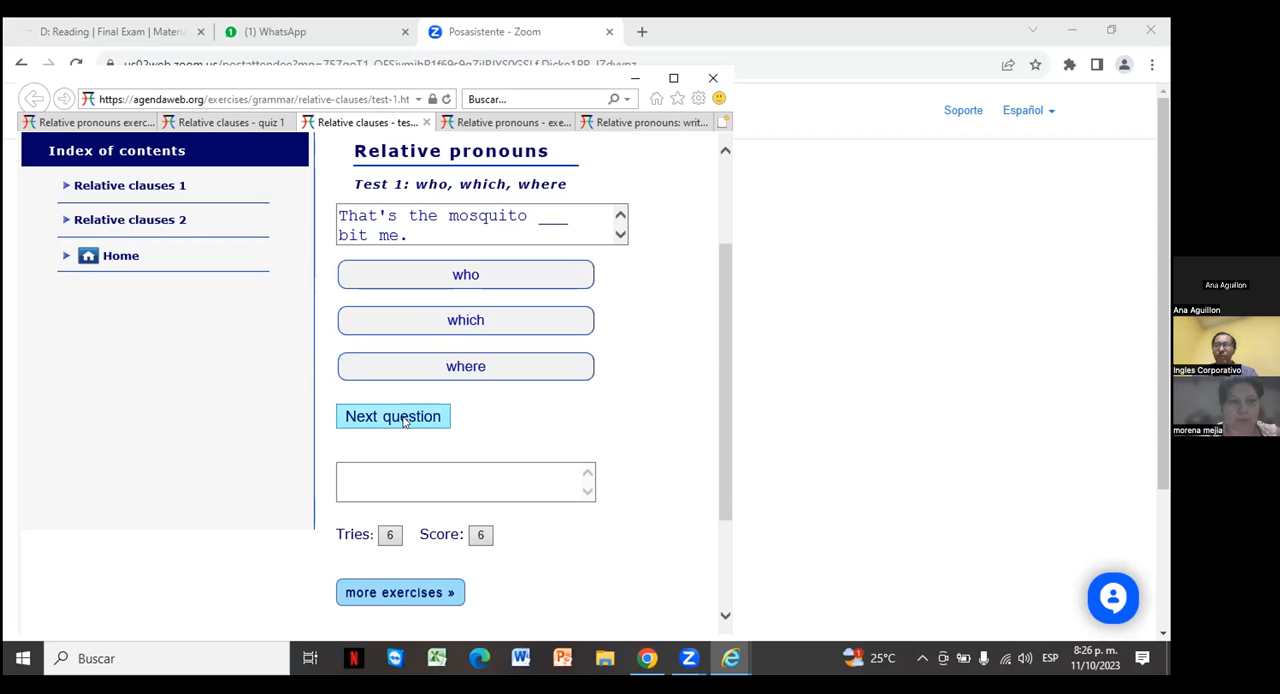 D: Reading | Final Exam | Materia
(1) WhatsApp
Posasistente - Zoom
https://agendaweb.org/exercises/grammar/relative-clauses/test-1.ht
Buscar...
Soporte
Español
Relative pronouns exerc...
Relative clauses - quiz 1
Relative clauses - tes...
Relative pronouns - exe...
Relative pronouns: writ...
Index of contents
Relative clauses 1
Relative clauses 2
Home
Relative pronouns
Test 1: who, which, where
That's the mosquito ___
bit me.
who
which
where
Next question
Tries: 6 Score: 6
more exercises »
Ana Aguillon
Ana Aguillon
Ingles Corporativo
morena mejia
Buscar
25°C
ESP
8:26 p. m.
11/10/2023